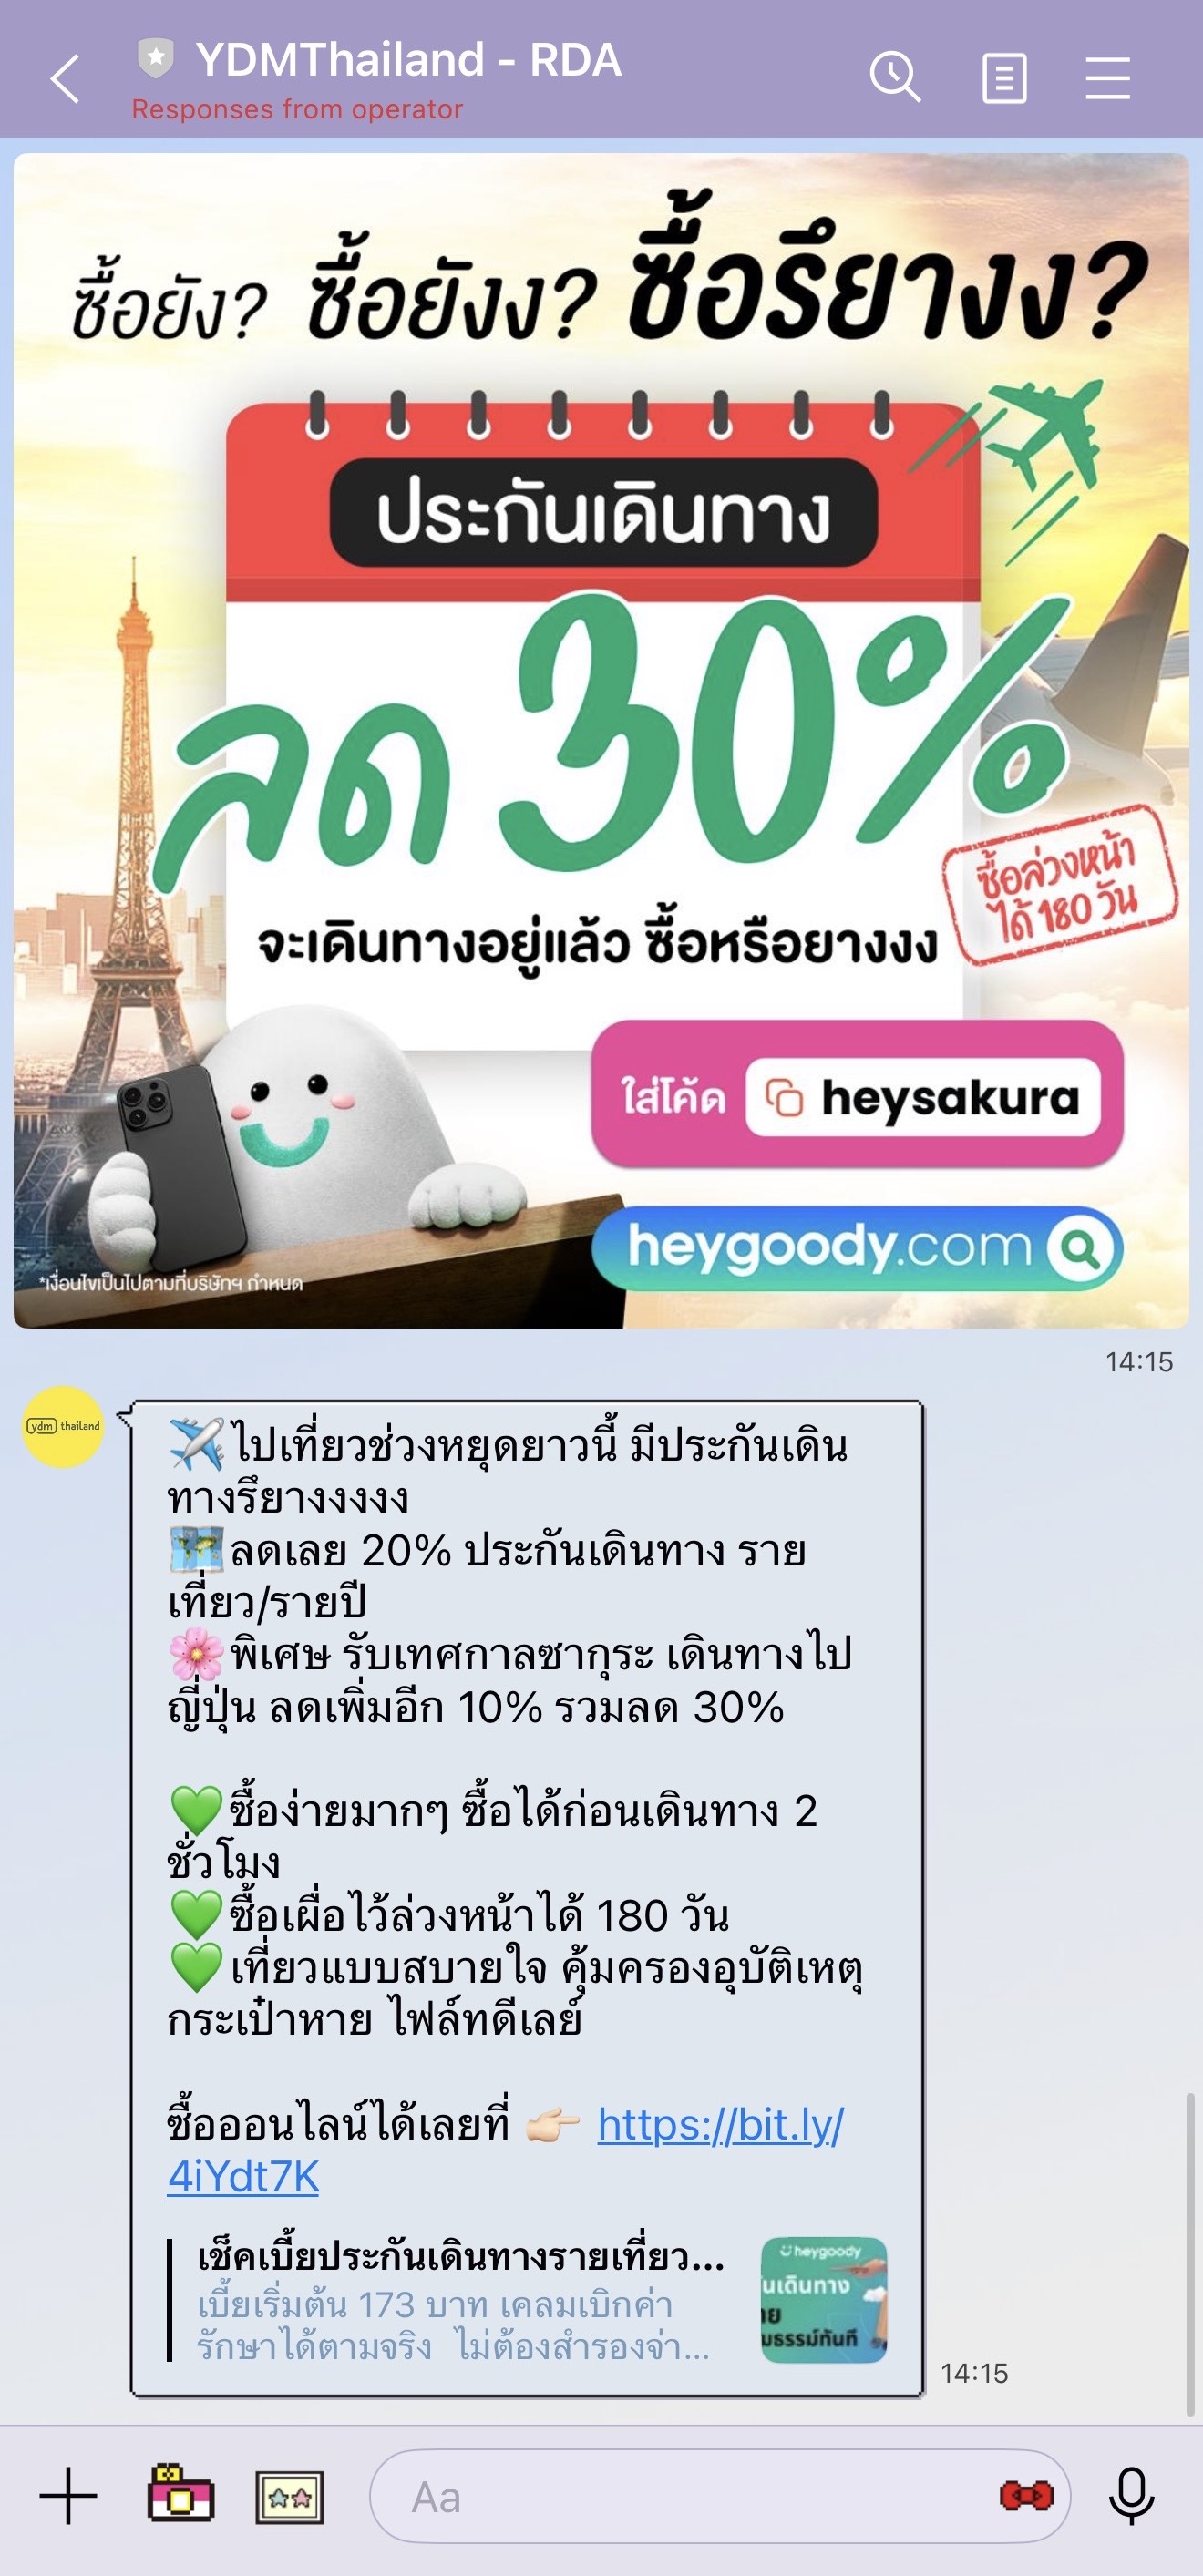 YDMThailand - RDA
Responses from operator
ซื้อยัง? ซื้อยังง? ซื้อรึยางง?
ประกันเดินทาง
ลด 30%
ซื้อล่วงหน้า
ได้ 180 วัน
จะเดินทางอยู่แล้ว ซื้อหรือยางงง
ใส่โค้ด heysakura
heygoody.com
*เงื่อนไขเป็นไปตามที่บริษัทฯ กำหนด
14:15
ydm thailand
✈️ไปเที่ยวช่วงหยุดยาวนี้ มีประกันเดิน
ทางรึยางงงงง
🗺️ลดเลย 20% ประกันเดินทาง ราย
เที่ยว/รายปี
🌸พิเศษ รับเทศกาลซากุระ เดินทางไป
ญี่ปุ่น ลดเพิ่มอีก 10% รวมลด 30%
💚ซื้อง่ายมากๆ ซื้อได้ก่อนเดินทาง 2
ชั่วโมง
💚ซื้อเผื่อไว้ล่วงหน้าได้ 180 วัน
💚เที่ยวแบบสบายใจ คุ้มครองอุบัติเหตุ
กระเป๋าหาย ไฟล์ทดีเลย์
ซื้อออนไลน์ได้เลยที่ 👉🏻 https://bit.ly/
4iYdt7K
เช็คเบี้ยประกันเดินทางรายเที่ยว...
เบี้ยเริ่มต้น 173 บาท เคลมเบิกค่า
รักษาได้ตามจริง ไม่ต้องสำรองจ่า...
heygoody
นเดินทาง
ย
มธรรม์ทันที
14:15
Aa